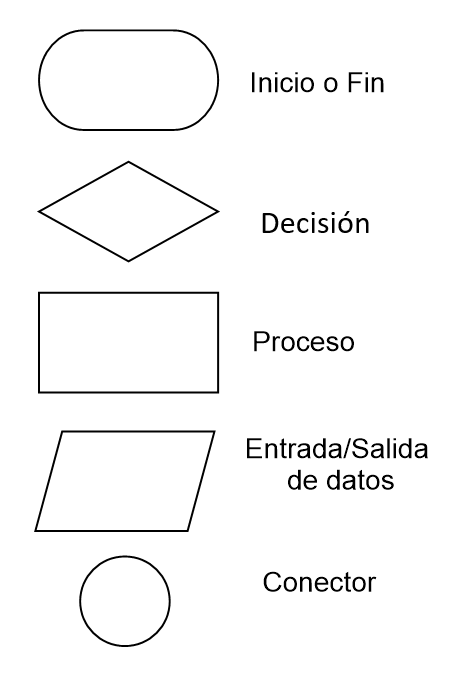 Inicio o Fin
Decisión
Proceso
Entrada/Salida
de datos
Conector